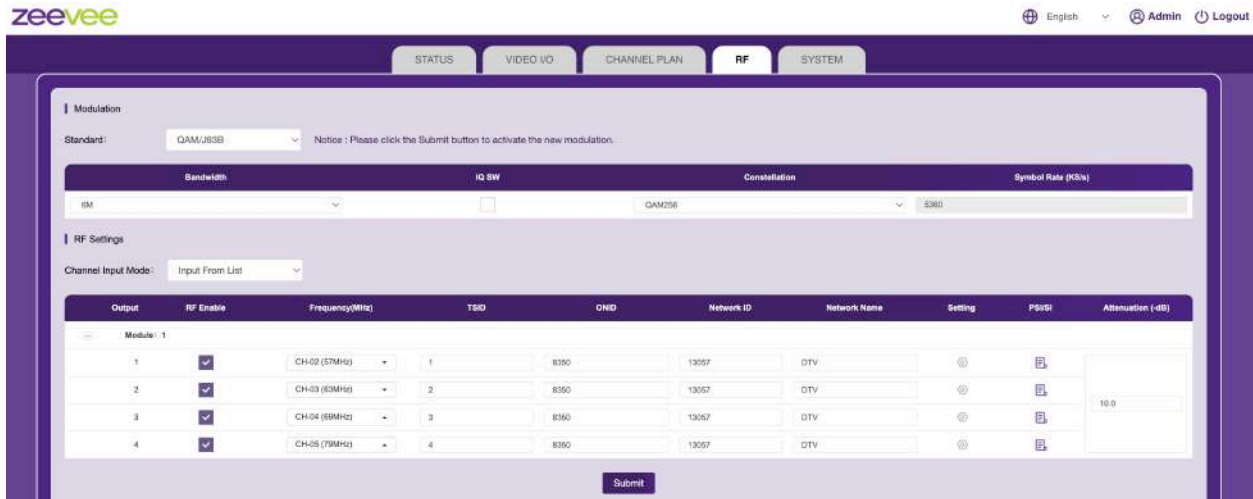 zeevee
English Admin Logout
STATUS VIDEO I/O CHANNEL PLAN RF SYSTEM
Modulation
Standard: QAM/J83B Notice : Please click the Submit button to activate the new modulation.
Bandwidth IQ SW Constellation Symbol Rate (KS/s)
6M QAM256 5360
RF Settings
Channel Input Mode: Input From List
Output RF Enable Frequency(MHz) TSID ONID Network ID Network Name Setting PSI/SI Attenuation (-dB)
Module: 1
1 CH-02 (57MHz) 1 8350 13057 DTV
2 CH-03 (63MHz) 2 8350 13057 DTV
10.0
3 CH-04 (69MHz) 3 8350 13057 DTV
4 CH-05 (79MHz) 4 8350 13057 DTV
Submit